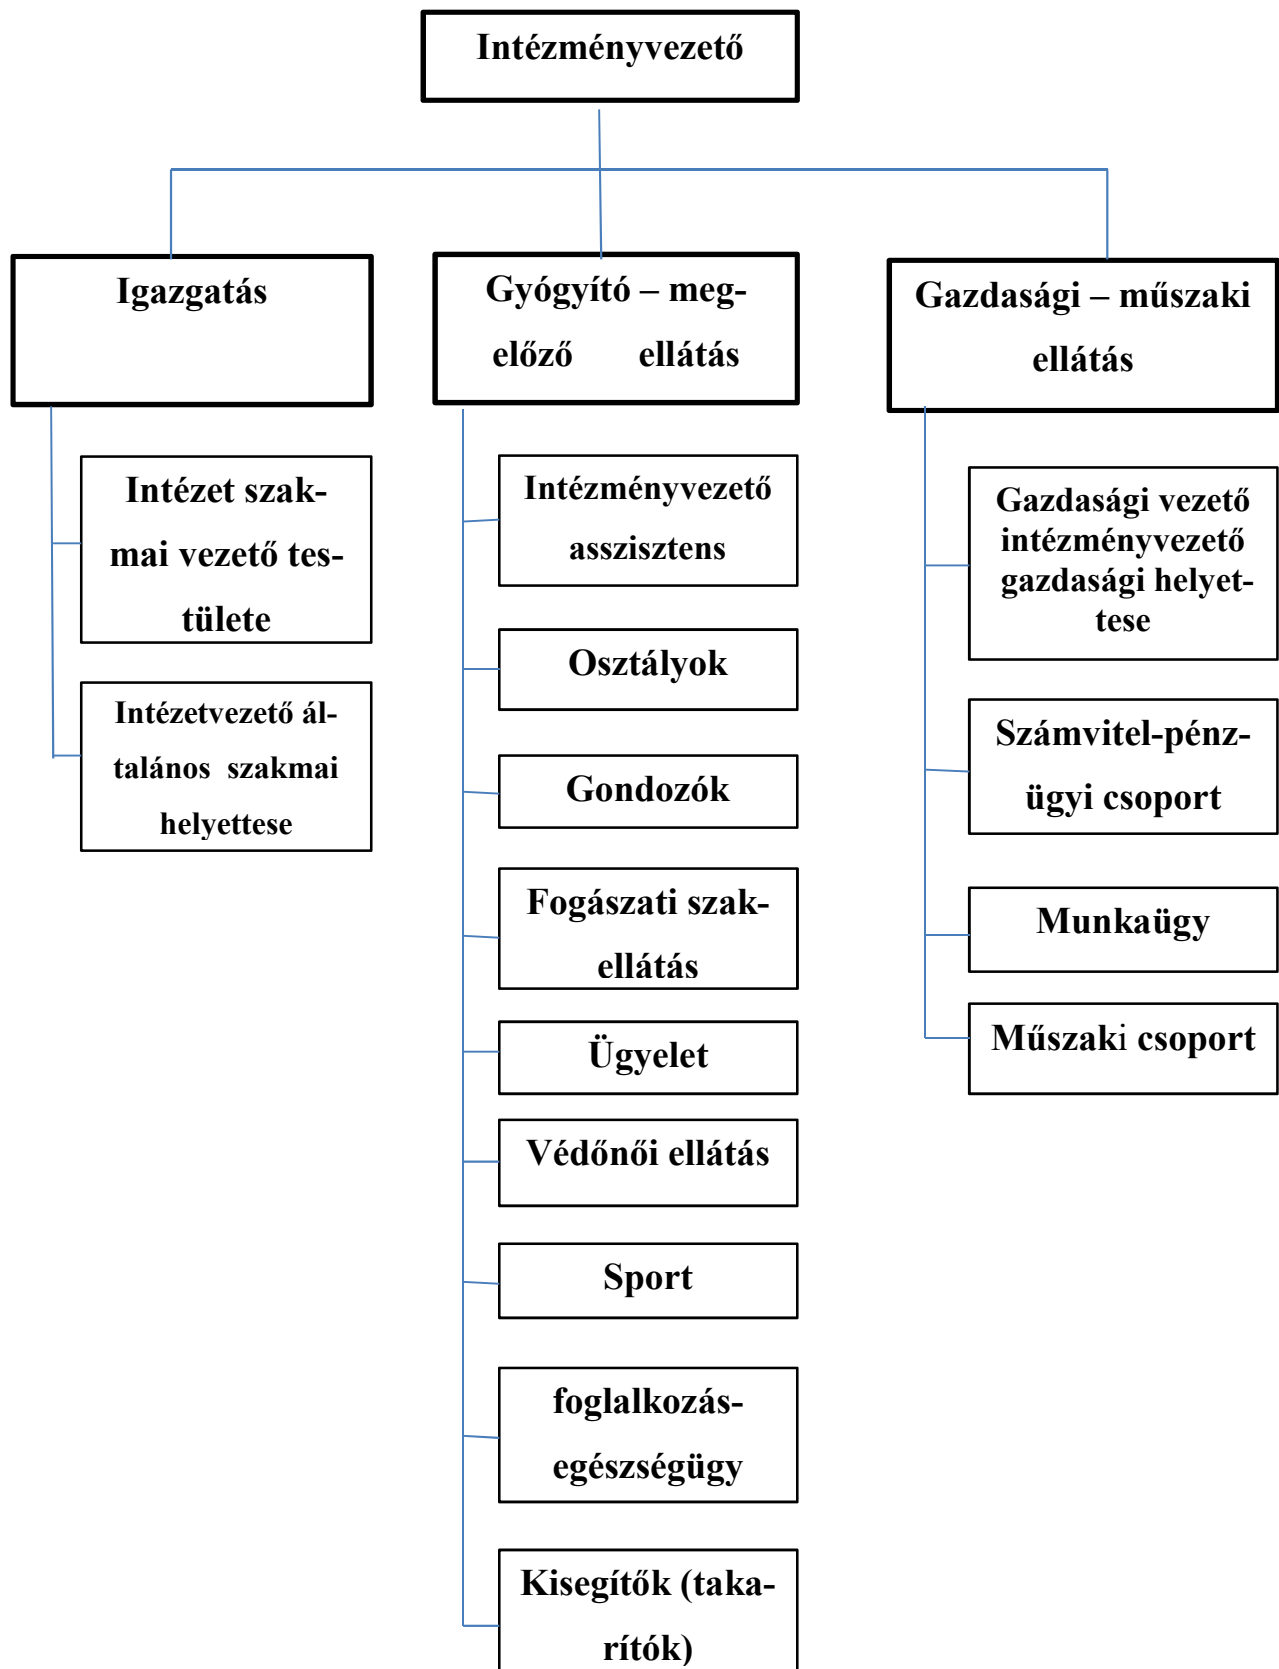 Intézményvezető
Igazgatás
Intézet szak-
mai vezető tes-
tülete
Intézetvezető ál-
talános szakmai
helyettese
Gyógyító – meg-
előző ellátás
Intézményvezető
asszisztens
Osztályok
Gondozók
Fogászati szak-
ellátás
Ügyelet
Védőnői ellátás
Sport
foglalkozás-
egészségügy
Kisegítők (taka-
rítók)
Gazdasági – műszaki
ellátás
Gazdasági vezető
intézményvezető
gazdasági helyet-
tese
Számvitel-pénz-
ügyi csoport
Munkaügy
Műszaki csoport